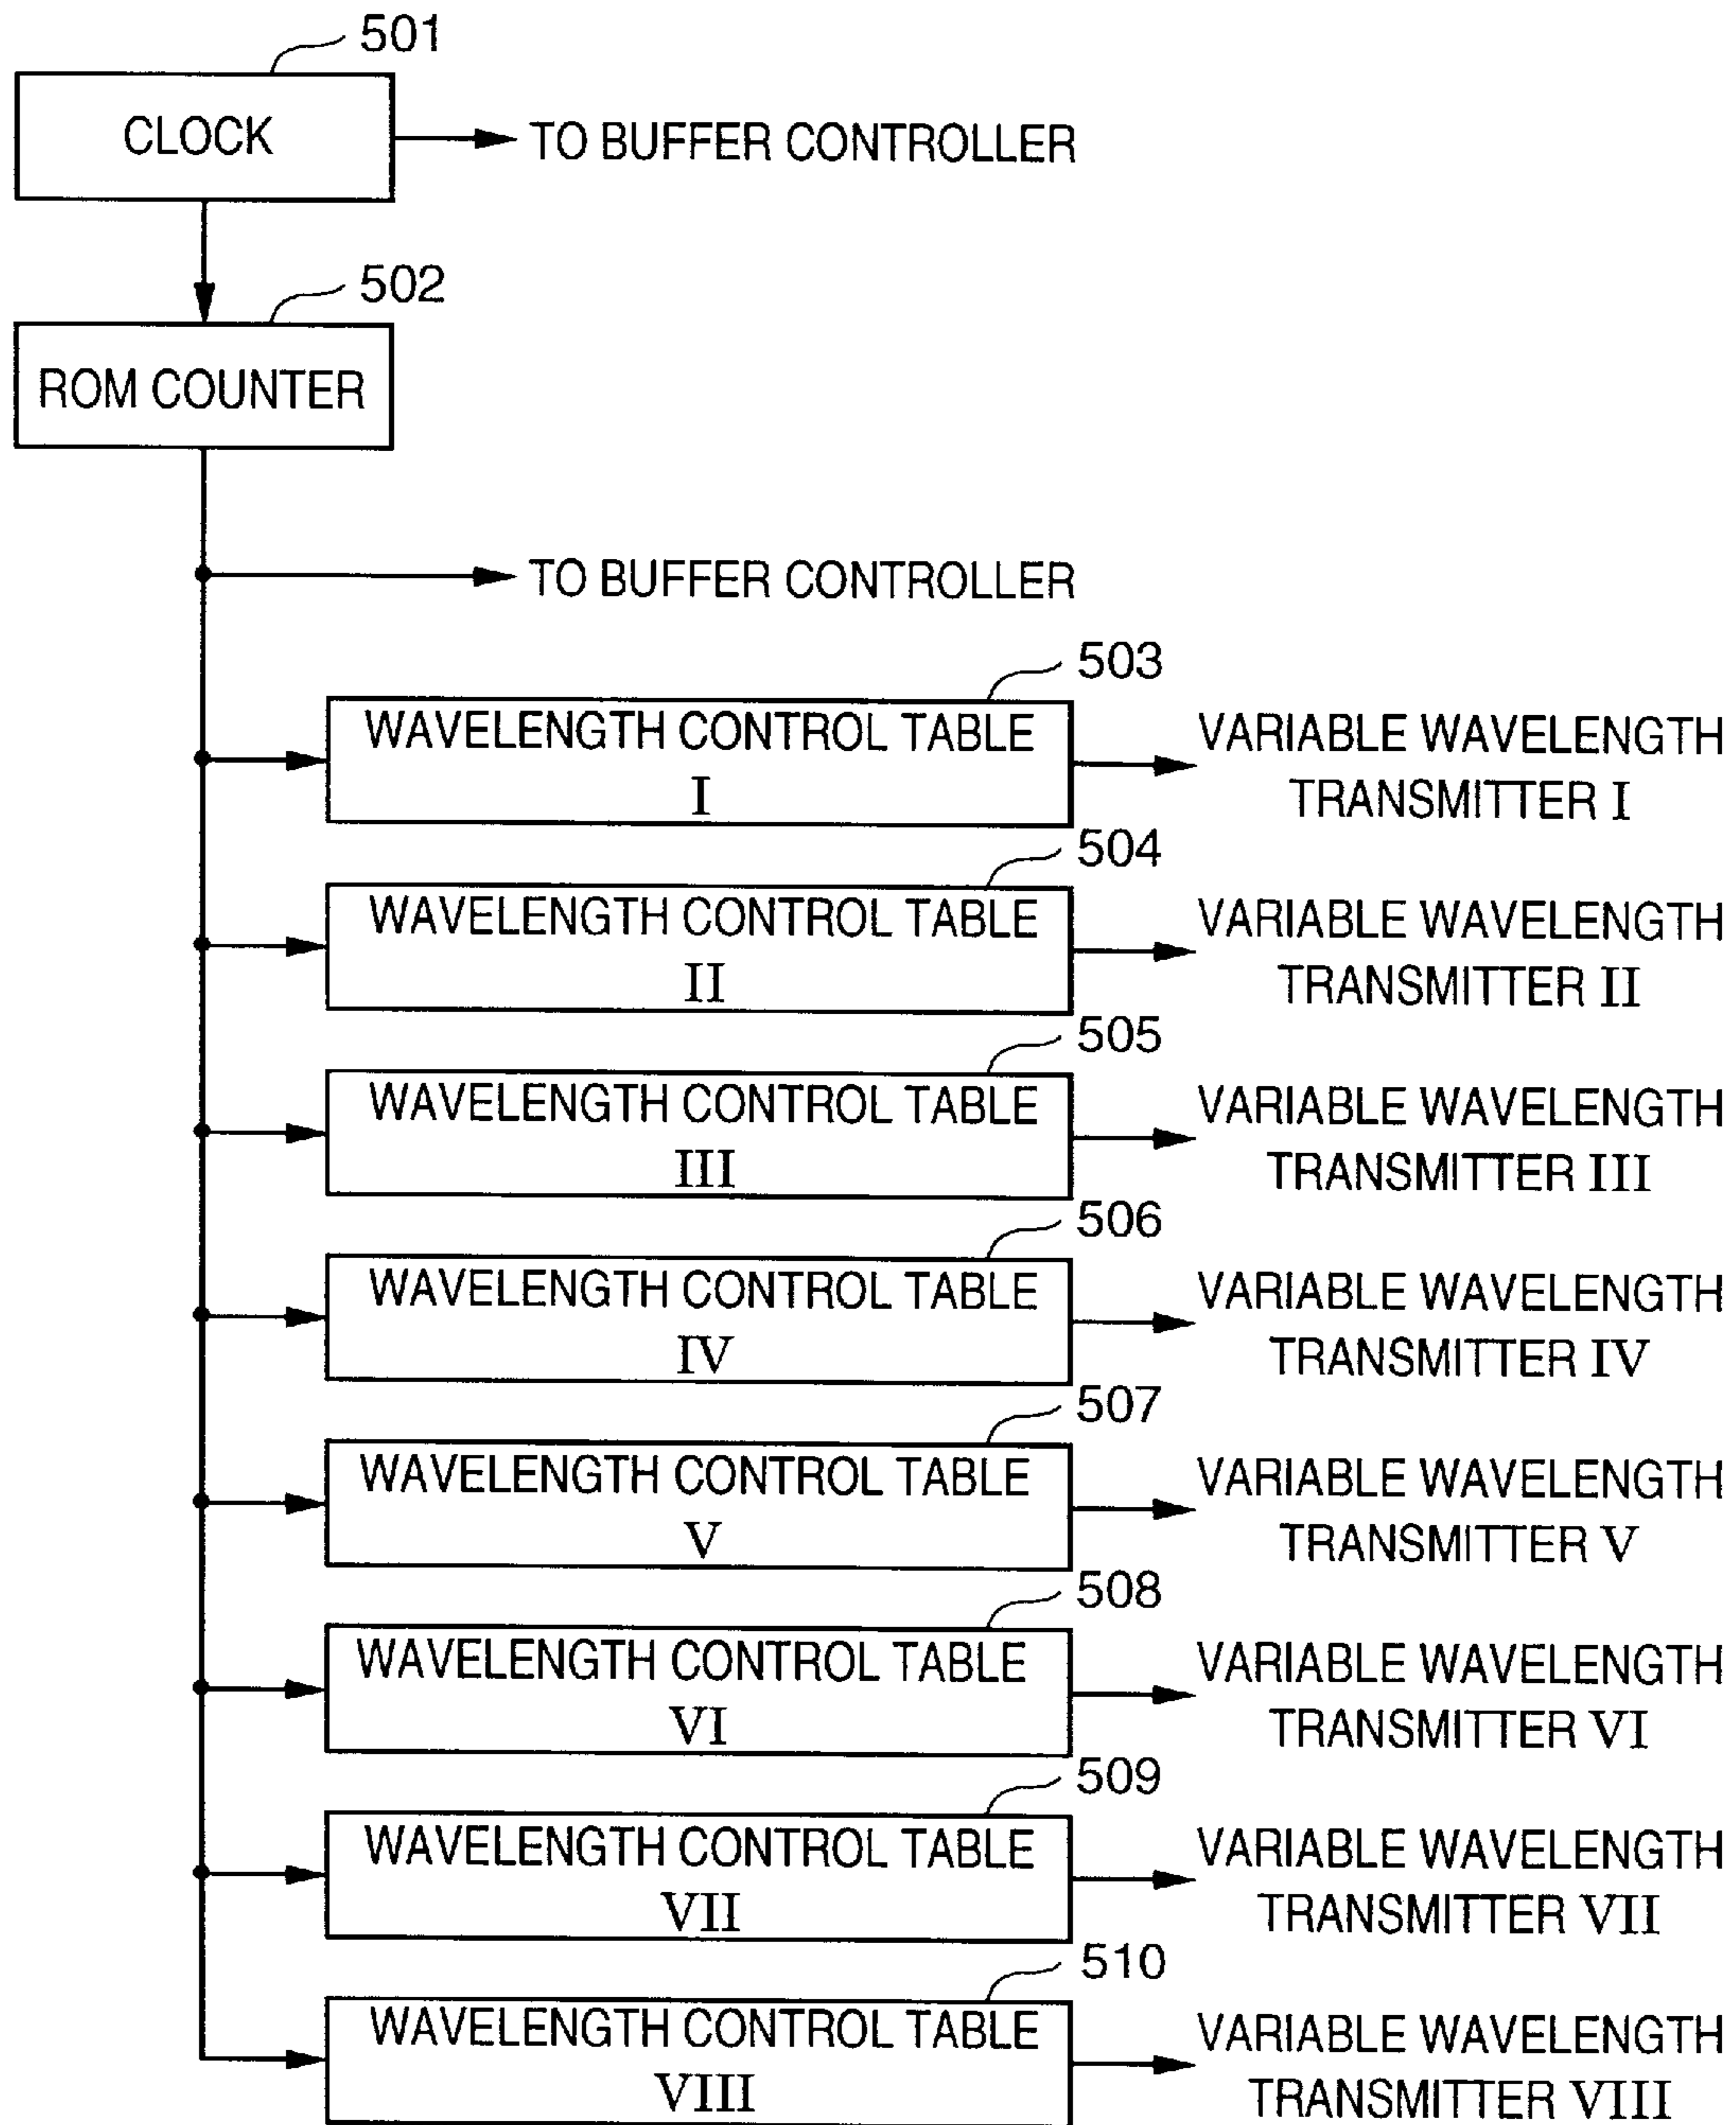 501
CLOCK
TO BUFFER CONTROLLER
502
ROM COUNTER
TO BUFFER CONTROLLER
503
WAVELENGTH CONTROL TABLE
I
VARIABLE WAVELENGTH
TRANSMITTER I
504
WAVELENGTH CONTROL TABLE
II
VARIABLE WAVELENGTH
TRANSMITTER II
505
WAVELENGTH CONTROL TABLE
III
VARIABLE WAVELENGTH
TRANSMITTER III
506
WAVELENGTH CONTROL TABLE
IV
VARIABLE WAVELENGTH
TRANSMITTER IV
507
WAVELENGTH CONTROL TABLE
V
VARIABLE WAVELENGTH
TRANSMITTER V
508
WAVELENGTH CONTROL TABLE
VI
VARIABLE WAVELENGTH
TRANSMITTER VI
509
WAVELENGTH CONTROL TABLE
VII
VARIABLE WAVELENGTH
TRANSMITTER VII
510
WAVELENGTH CONTROL TABLE
VIII
VARIABLE WAVELENGTH
TRANSMITTER VIII